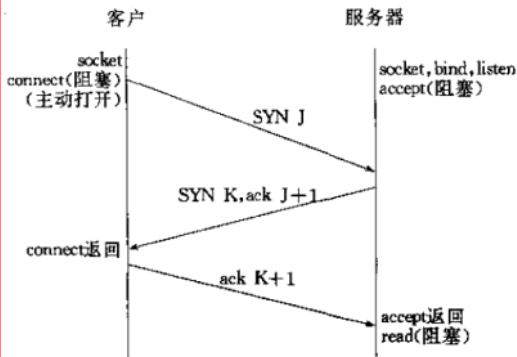 客户
服务器
socket
connect(阻塞)
(主动打开)
socket,bind,listen
accept(阻塞)
SYN J
SYN K,ack J+1
connect返回
ack K+1
accept返回
read(阻塞)